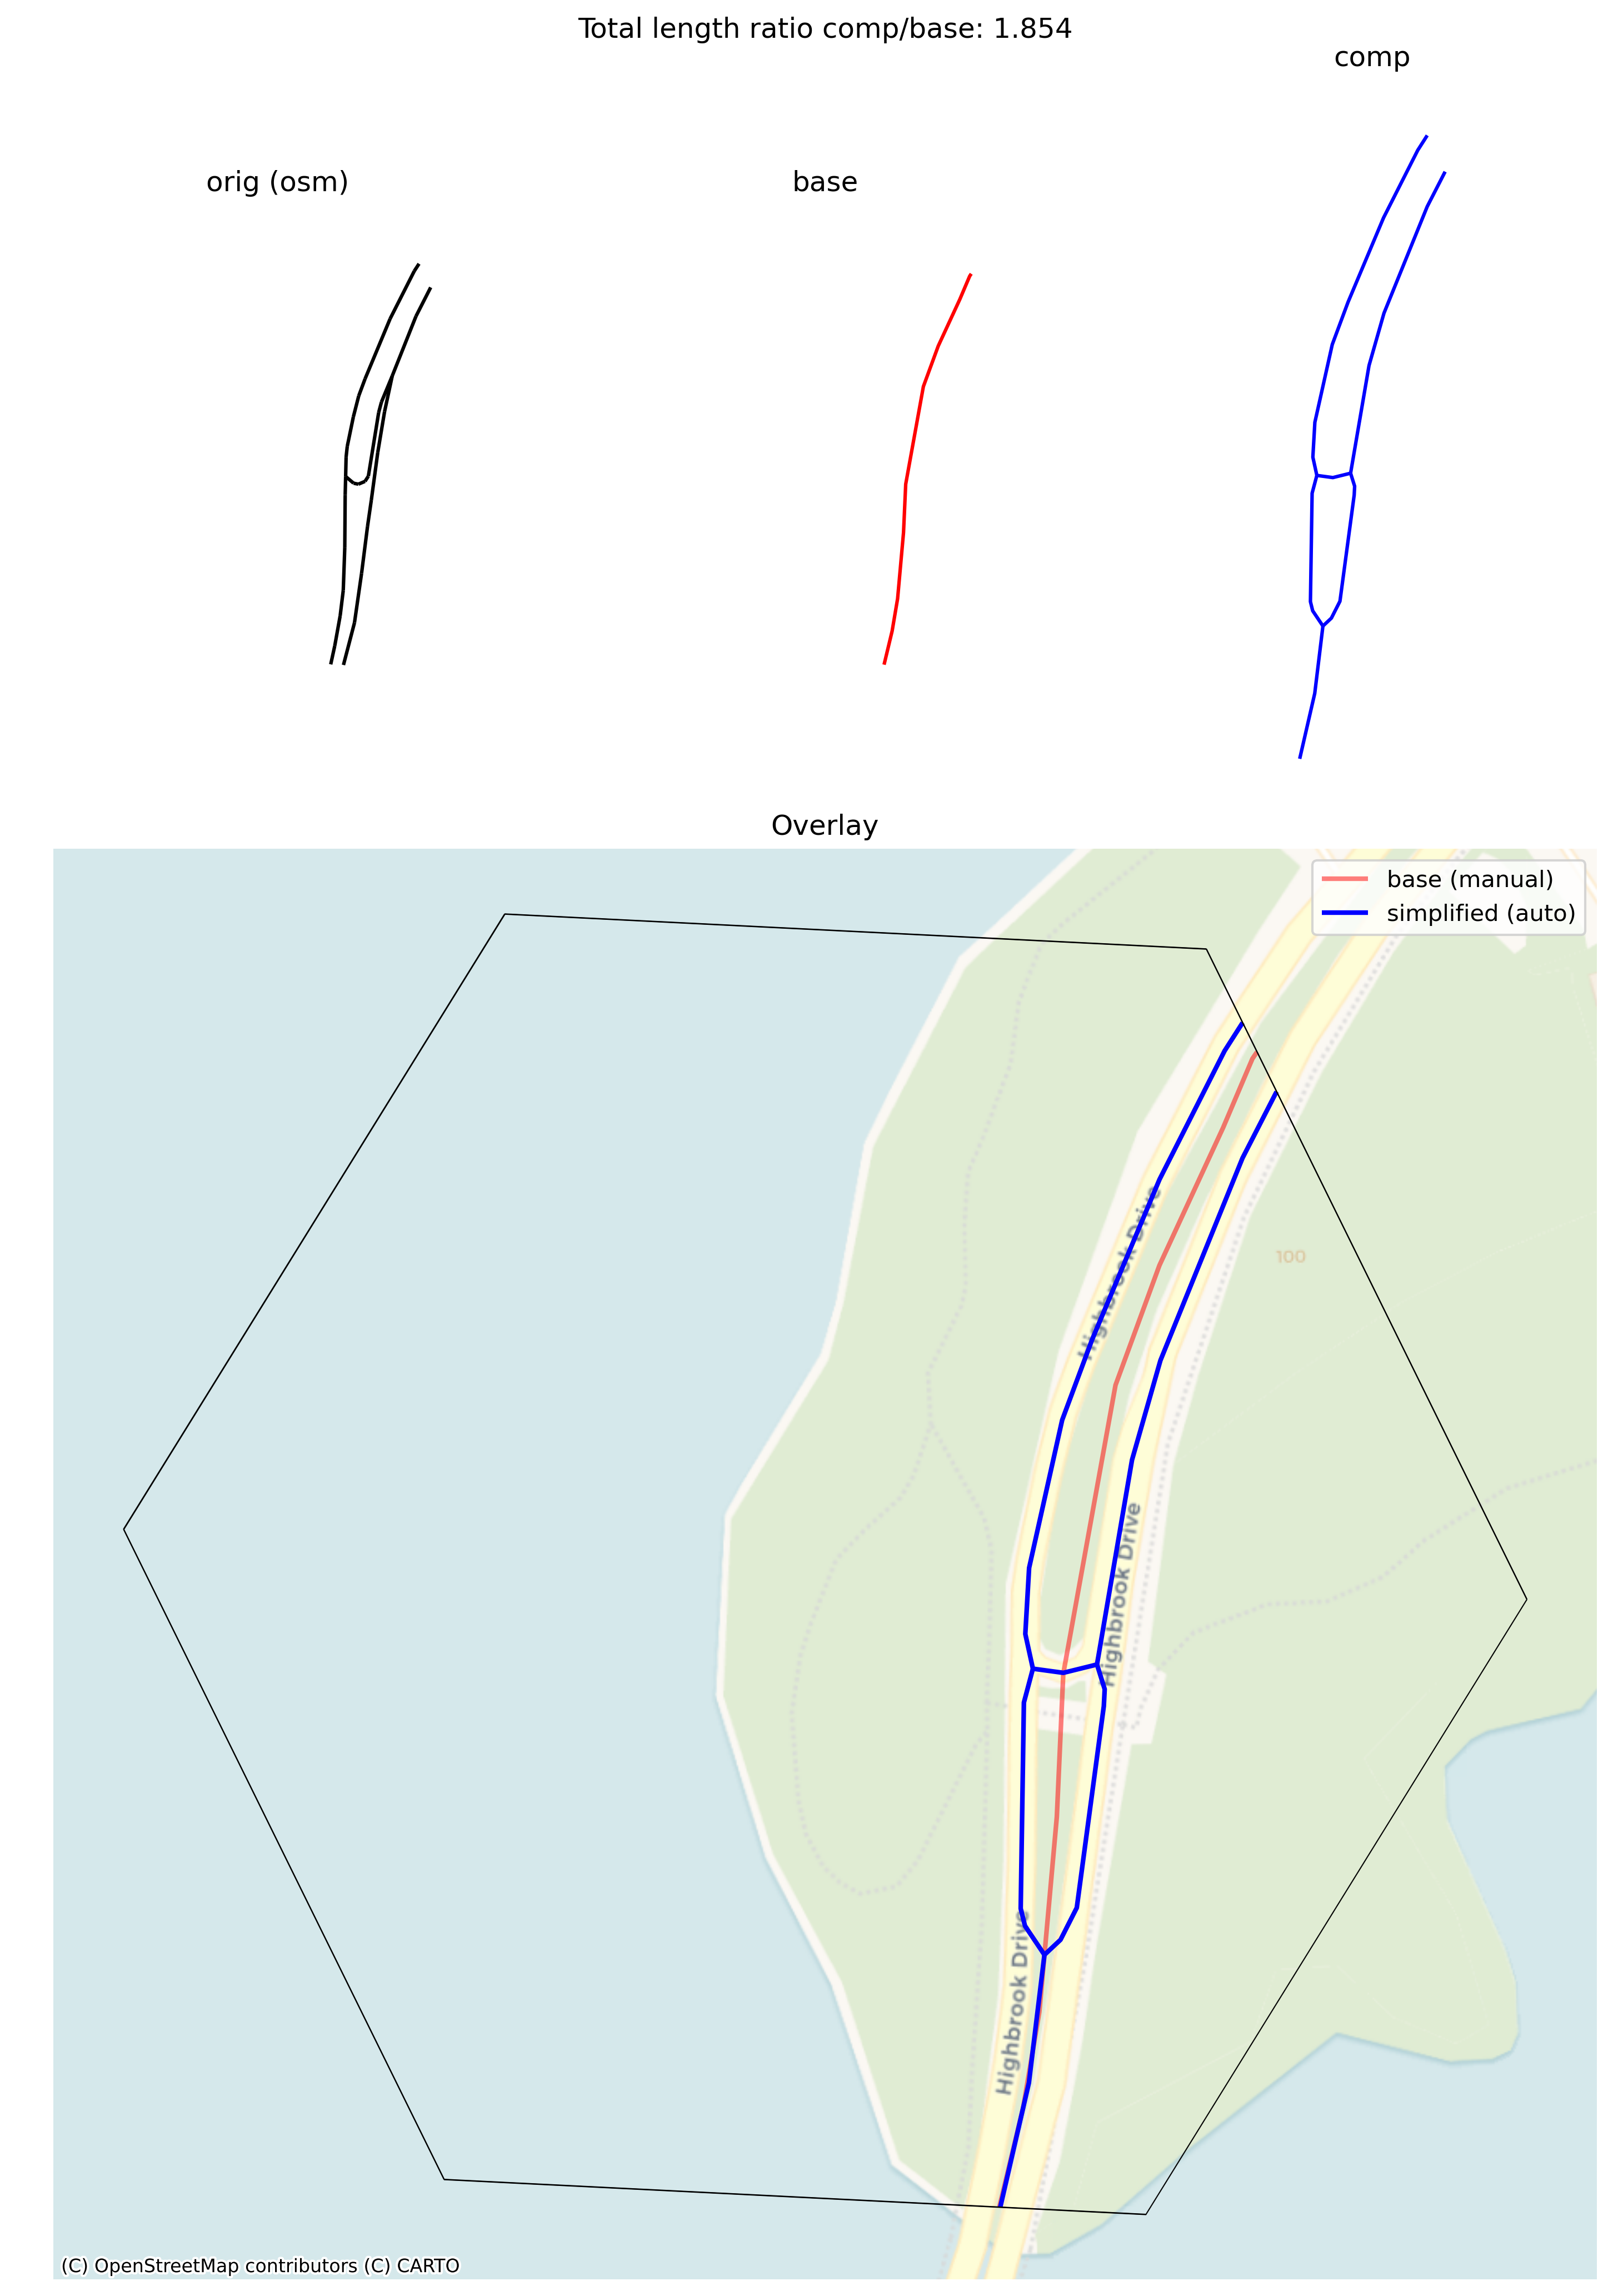 Total length ratio comp/base: 1.854
comp
orig (osm)
base
Overlay
base (manual)
simplified (auto)
Highbrook Drive
100
Highbrook Drive
Highbrook Drive
(C) OpenStreetMap contributors (C) CARTO